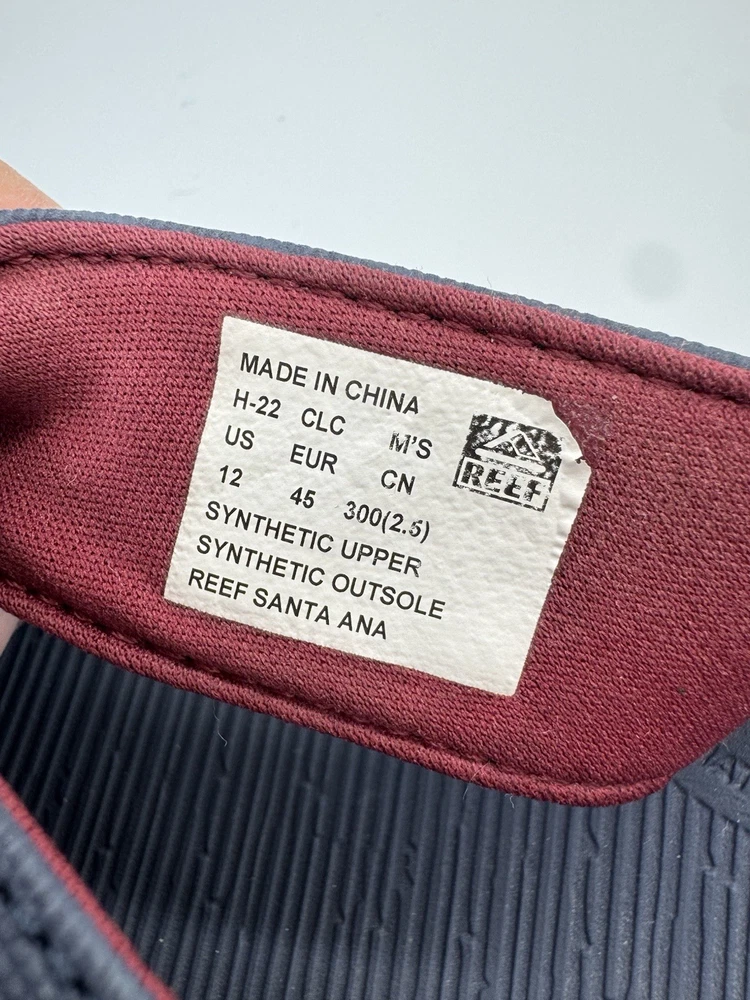 MADE IN CHINA
H-22 CLC M'S
US EUR CN
12 45 300(2.5)
SYNTHETIC UPPER
SYNTHETIC OUTSOLE
REEF SANTA ANA
REEF